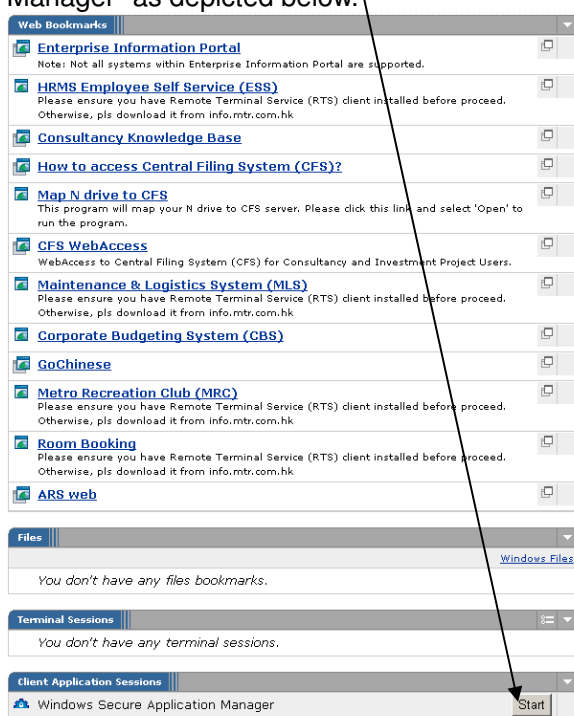 Manager" as depicted below.
Web Bookmarks
Enterprise Information Portal
Note: Not all systems within Enterprise Information Portal are supported.
HRMS Employee Self Service (ESS)
Please ensure you have Remote Terminal Service (RTS) client installed before proceed.
Otherwise, pls download it from info.mtr.com.hk
Consultancy Knowledge Base
How to access Central Filing System (CFS)?
Map N drive to CFS
This program will map your N drive to CFS server. Please click this link and select 'Open' to
run the program.
CFS WebAccess
WebAccess to Central Filing System (CFS) for Consultancy and Investment Project Users.
Maintenance & Logistics System (MLS)
Please ensure you have Remote Terminal Service (RTS) client installed before proceed.
Otherwise, pls download it from info.mtr.com.hk
Corporate Budgeting System (CBS)
GoChinese
Metro Recreation Club (MRC)
Please ensure you have Remote Terminal Service (RTS) client installed before proceed.
Otherwise, pls download it from info.mtr.com.hk
Room Booking
Please ensure you have Remote Terminal Service (RTS) client installed before proceed.
Otherwise, pls download it from info.mtr.com.hk
ARS web
Files
Windows Files
You don't have any files bookmarks.
Terminal Sessions
You don't have any terminal sessions.
Client Application Sessions
Windows Secure Application Manager Start